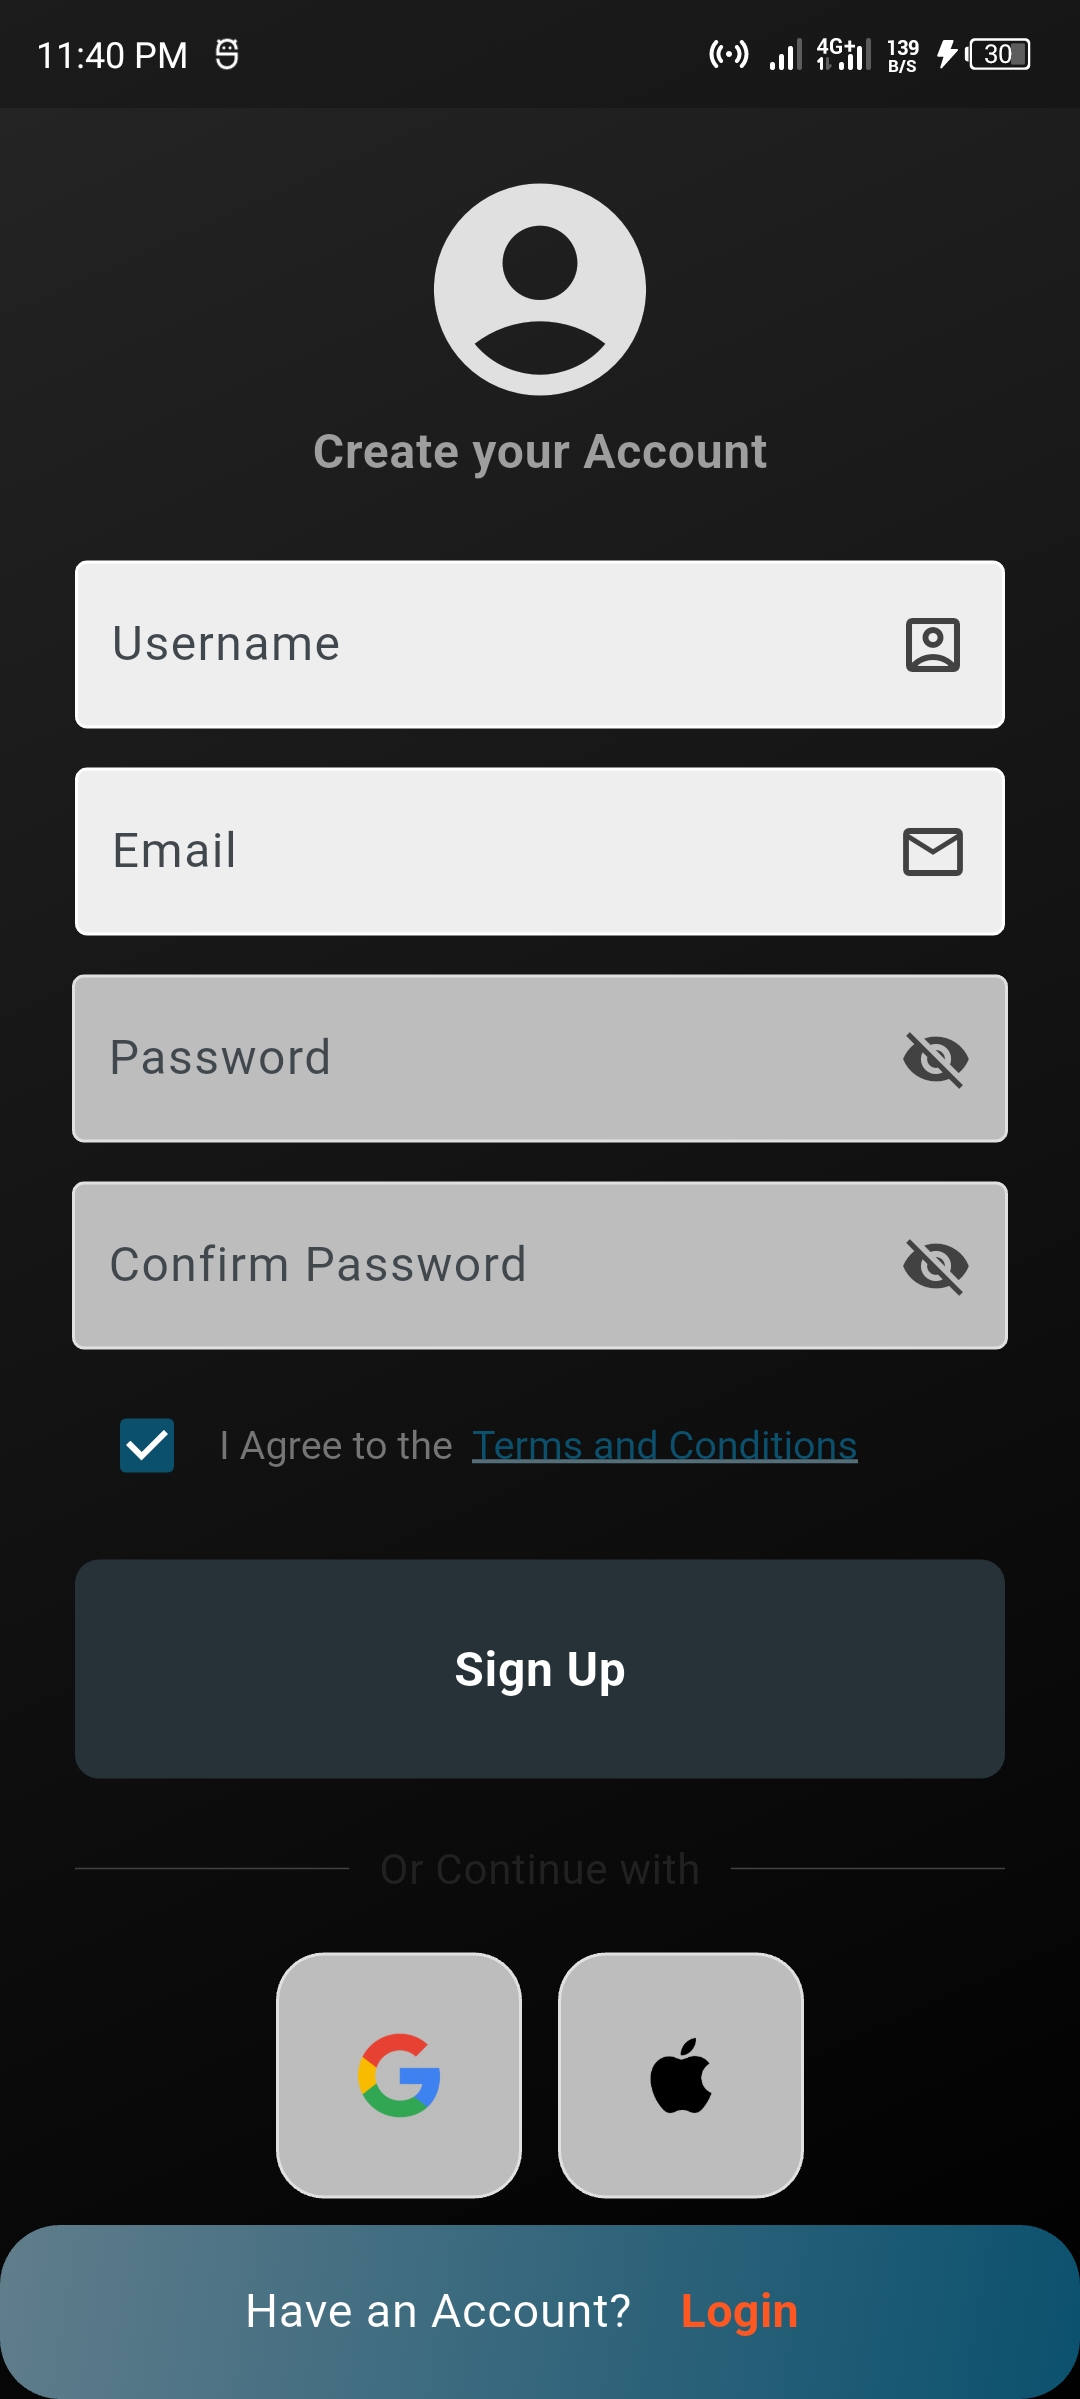 11:40 PM 4G+ 139 B/S 30
Create your Account
Username
Email
Password
Confirm Password
I Agree to the Terms and Conditions
Sign Up
Or Continue with
Have an Account? Login